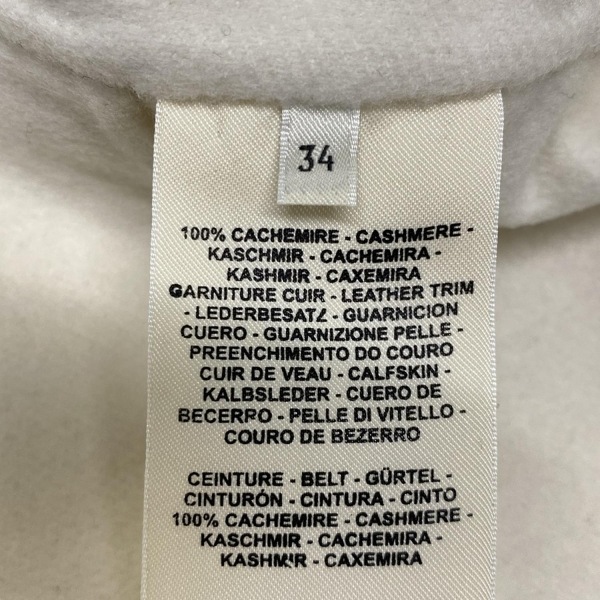 34
100% CACHEMIRE - CASHMERE -
KASCHMIR - CACHEMIRA -
KASHMIR - CAXEMIRA
GARNITURE CUIR - LEATHER TRIM
- LEDERBESATZ - GUARNICION
CUERO - GUARNIZIONE PELLE -
PREENCHIMENTO DO COURO
CUIR DE VEAU - CALFSKIN -
KALBSLEDER - CUERO DE
BECERRO - PELLE DI VITELLO -
COURO DE BEZERRO
CEINTURE - BELT - GÜRTEL -
CINTURÓN - CINTURA - CINTO
100% CACHEMIRE - CASHMERE -
KASCHMIR - CACHEMIRA -
KASHMIR - CAXEMIRA